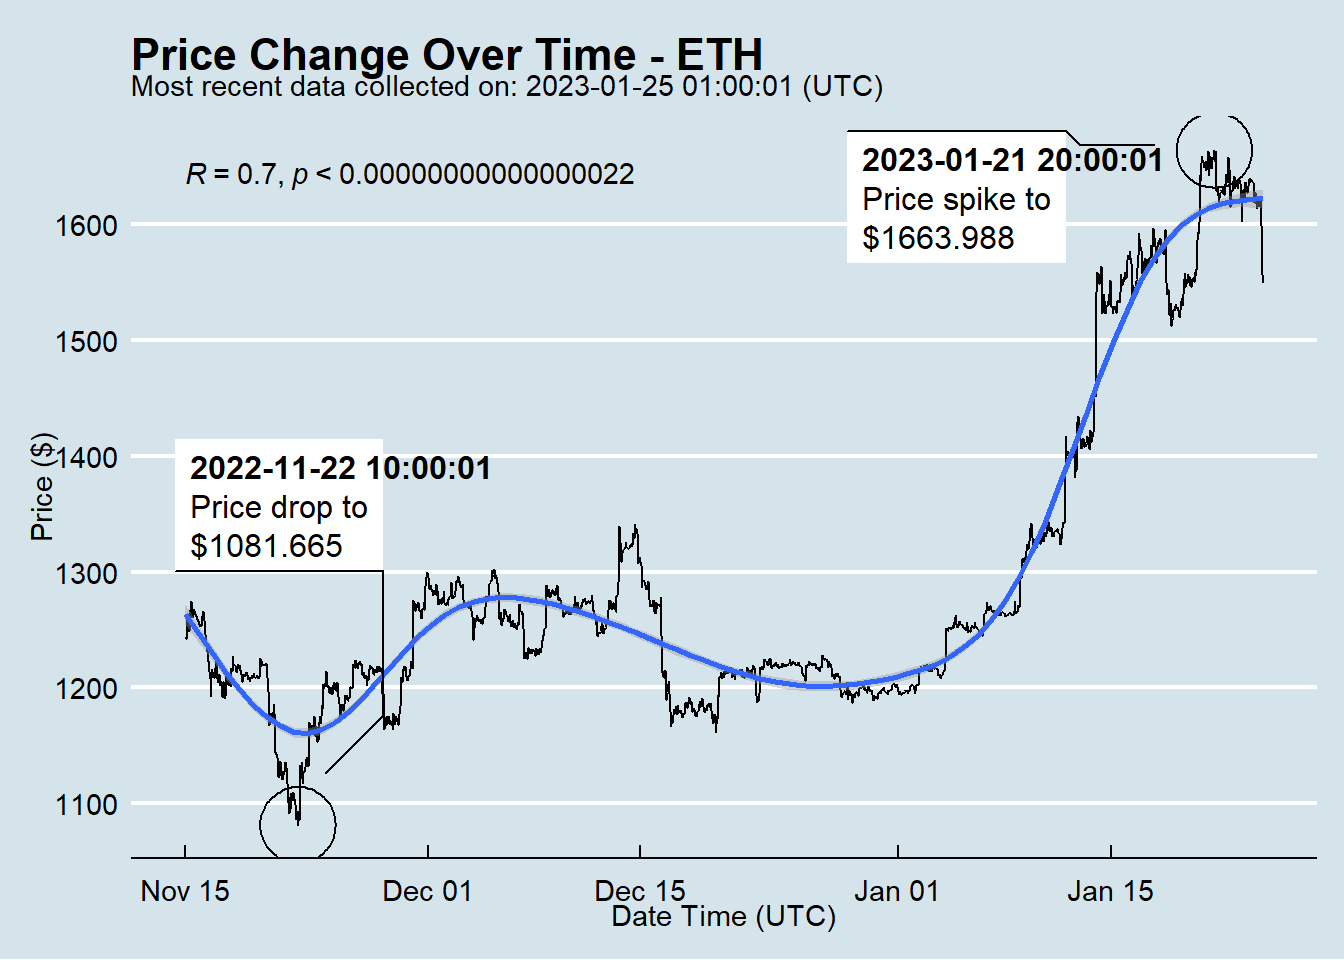 Price Change Over Time - ETH
Most recent data collected on: 2023-01-25 01:00:01 (UTC)
R = 0.7, p < 0.00000000000000022
2023-01-21 20:00:01
Price spike to
$1663.988
2022-11-22 10:00:01
Price drop to
$1081.665
Price ($)
1600
1500
1400
1300
1200
1100
Nov 15 Dec 01 Dec 15 Jan 01 Jan 15
Date Time (UTC)